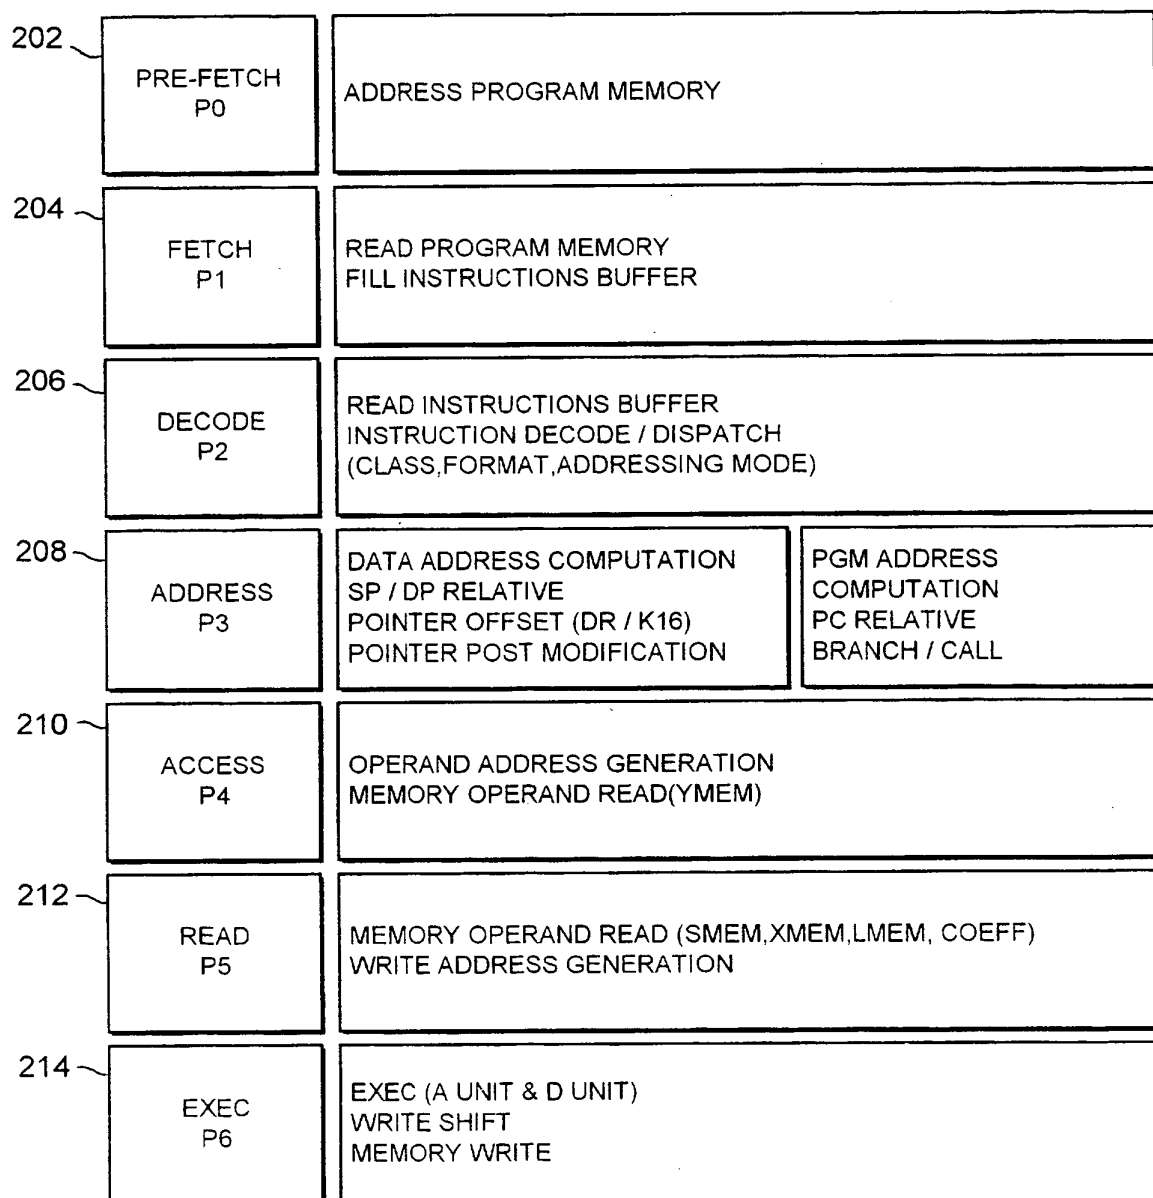 202
PRE-FETCH
P0
ADDRESS PROGRAM MEMORY
204
FETCH
P1
READ PROGRAM MEMORY
FILL INSTRUCTIONS BUFFER
206
DECODE
P2
READ INSTRUCTIONS BUFFER
INSTRUCTION DECODE / DISPATCH
(CLASS,FORMAT,ADDRESSING MODE)
208
ADDRESS
P3
DATA ADDRESS COMPUTATION
SP / DP RELATIVE
POINTER OFFSET (DR / K16)
POINTER POST MODIFICATION
PGM ADDRESS
COMPUTATION
PC RELATIVE
BRANCH / CALL
210
ACCESS
P4
OPERAND ADDRESS GENERATION
MEMORY OPERAND READ(YMEM)
212
READ
P5
MEMORY OPERAND READ (SMEM,XMEM,LMEM, COEFF)
WRITE ADDRESS GENERATION
214
EXEC
P6
EXEC (A UNIT & D UNIT)
WRITE SHIFT
MEMORY WRITE